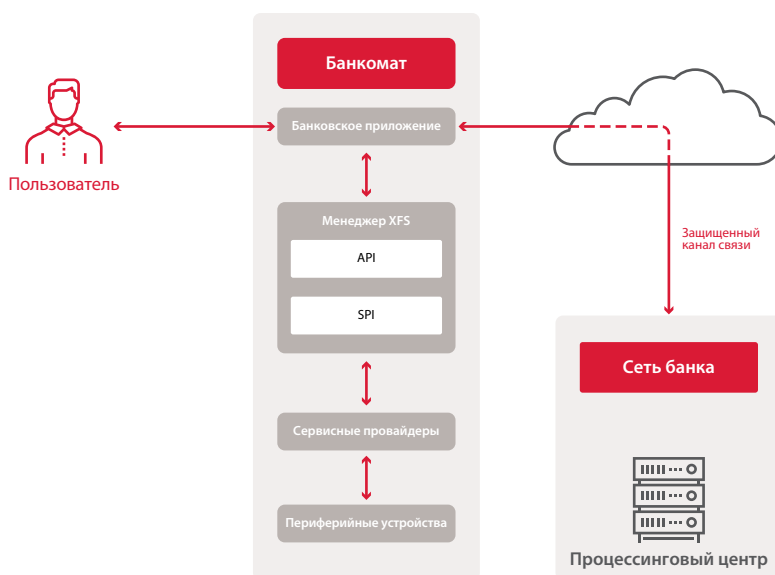 Банкомат
Банковское приложение
Пользователь
Менеджер XFS
API
SPI
Защищенный
канал связи
Сеть банка
Сервисные провайдеры
Периферийные устройства
Процессинговый центр